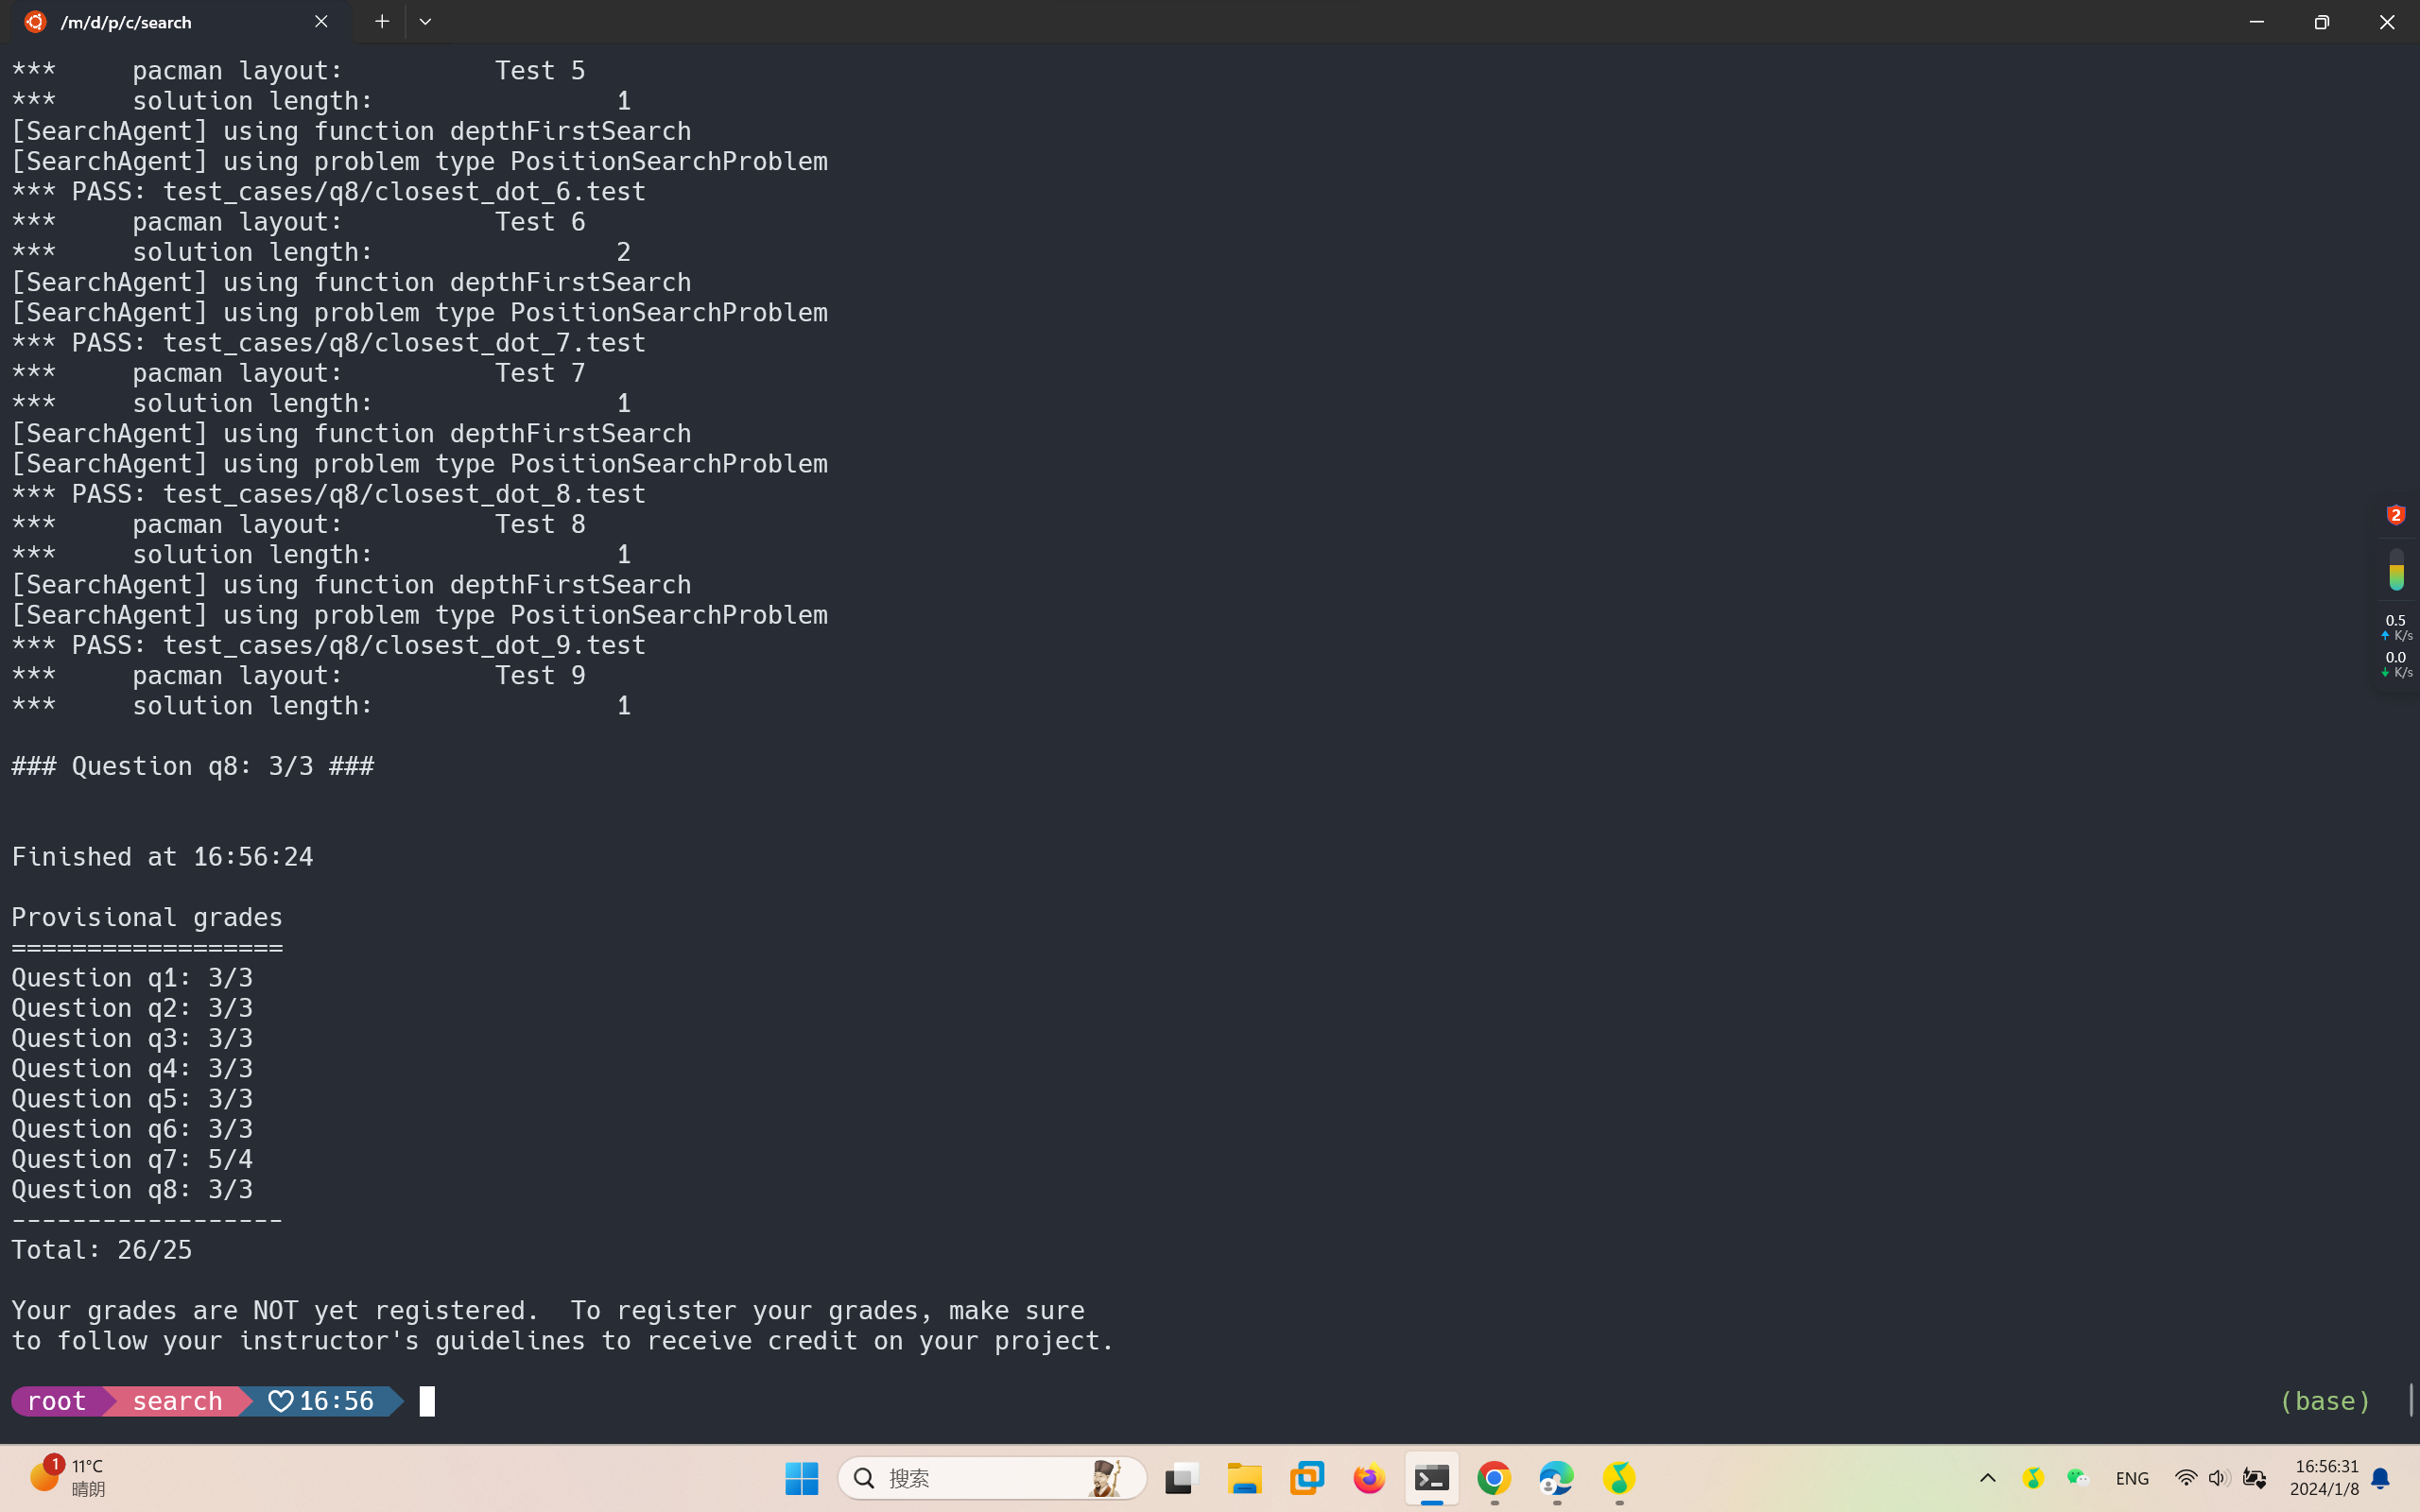 /m/d/p/c/search
***     pacman layout:          Test 5
***     solution length:                1
[SearchAgent] using function depthFirstSearch
[SearchAgent] using problem type PositionSearchProblem
*** PASS: test_cases/q8/closest_dot_6.test
***     pacman layout:          Test 6
***     solution length:                2
[SearchAgent] using function depthFirstSearch
[SearchAgent] using problem type PositionSearchProblem
*** PASS: test_cases/q8/closest_dot_7.test
***     pacman layout:          Test 7
***     solution length:                1
[SearchAgent] using function depthFirstSearch
[SearchAgent] using problem type PositionSearchProblem
*** PASS: test_cases/q8/closest_dot_8.test
***     pacman layout:          Test 8
***     solution length:                1
[SearchAgent] using function depthFirstSearch
[SearchAgent] using problem type PositionSearchProblem
*** PASS: test_cases/q8/closest_dot_9.test
***     pacman layout:          Test 9
***     solution length:                1
### Question q8: 3/3 ###
Finished at 16:56:24
Provisional grades
==================
Question q1: 3/3
Question q2: 3/3
Question q3: 3/3
Question q4: 3/3
Question q5: 3/3
Question q6: 3/3
Question q7: 5/4
Question q8: 3/3
------------------
Total: 26/25
Your grades are NOT yet registered.  To register your grades, make sure
to follow your instructor's guidelines to receive credit on your project.
root search ♡16:56 (base)
2
0.5
K/s
0.0
K/s
1
11°C
晴朗
搜索
ENG
16:56:31
2024/1/8